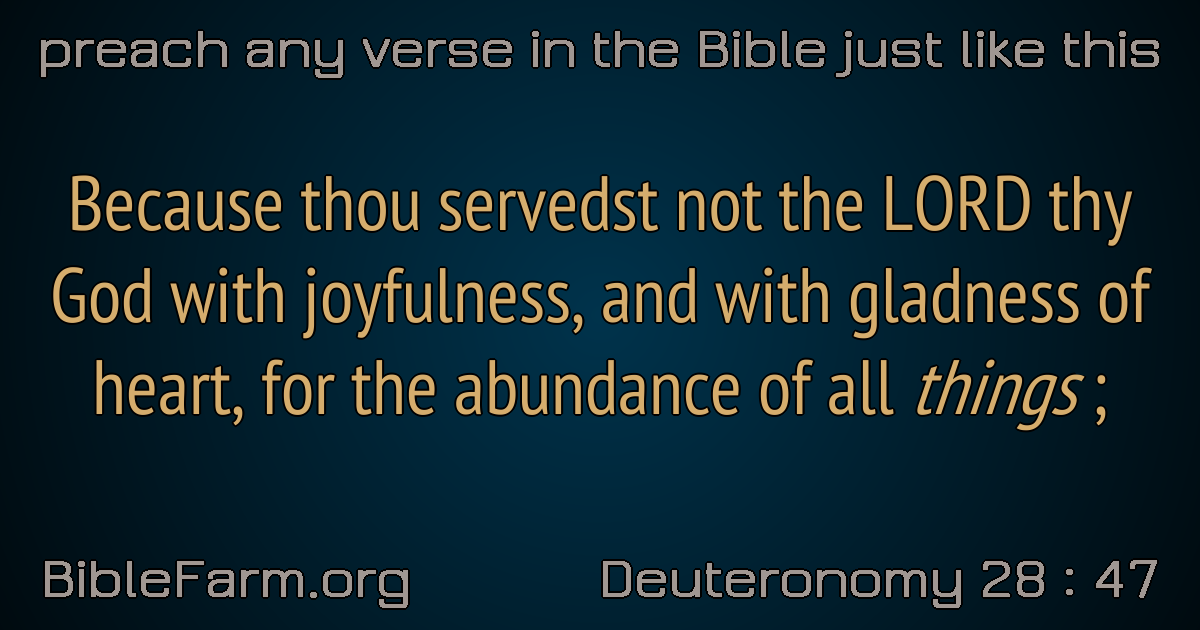 preach any verse in the Bible just like this
Because thou servedst not the LORD thy
God with joyfulness, and with gladness of
heart, for the abundance of all things ;
BibleFarm.org
Deuteronomy 28 : 47